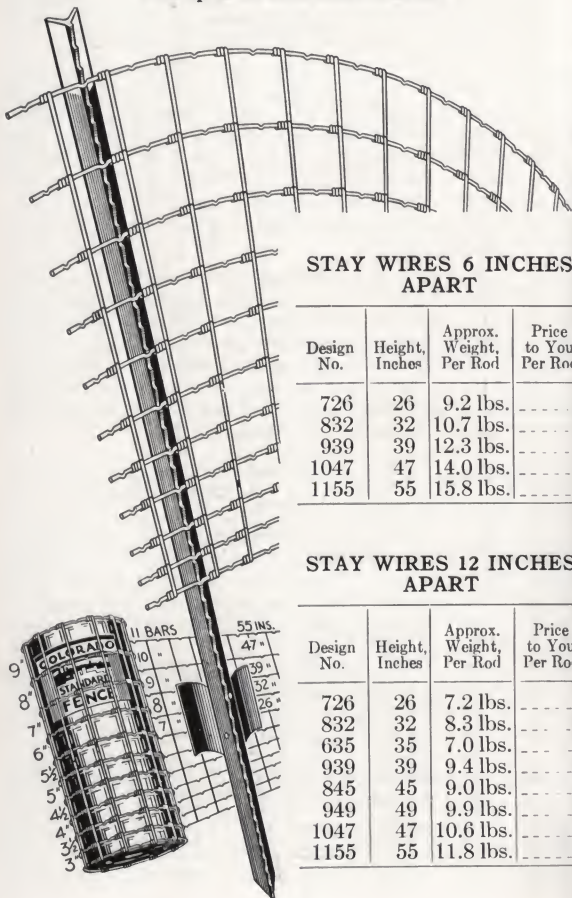 STAY WIRES 6 INCHES
APART
Design No. Height, Inches Approx. Weight, Per Rod Price to You Per Rod
726 26 9.2 lbs.
832 32 10.7 lbs.
939 39 12.3 lbs.
1047 47 14.0 lbs.
1155 55 15.8 lbs.
STAY WIRES 12 INCHES
APART
Design No. Height, Inches Approx. Weight, Per Rod Price to You Per Rod
726 26 7.2 lbs.
832 32 8.3 lbs.
635 35 7.0 lbs.
939 39 9.4 lbs.
845 45 9.0 lbs.
949 49 9.9 lbs.
1047 47 10.6 lbs.
1155 55 11.8 lbs.
11 BARS 55 INS.
10 " 47 "
9 " 39 "
8 " 32 "
7 " 26 "
COLORADO
STANDARD
FENCE
9"
8"
7"
6"
5½"
5"
4½"
4"
3½"
3"